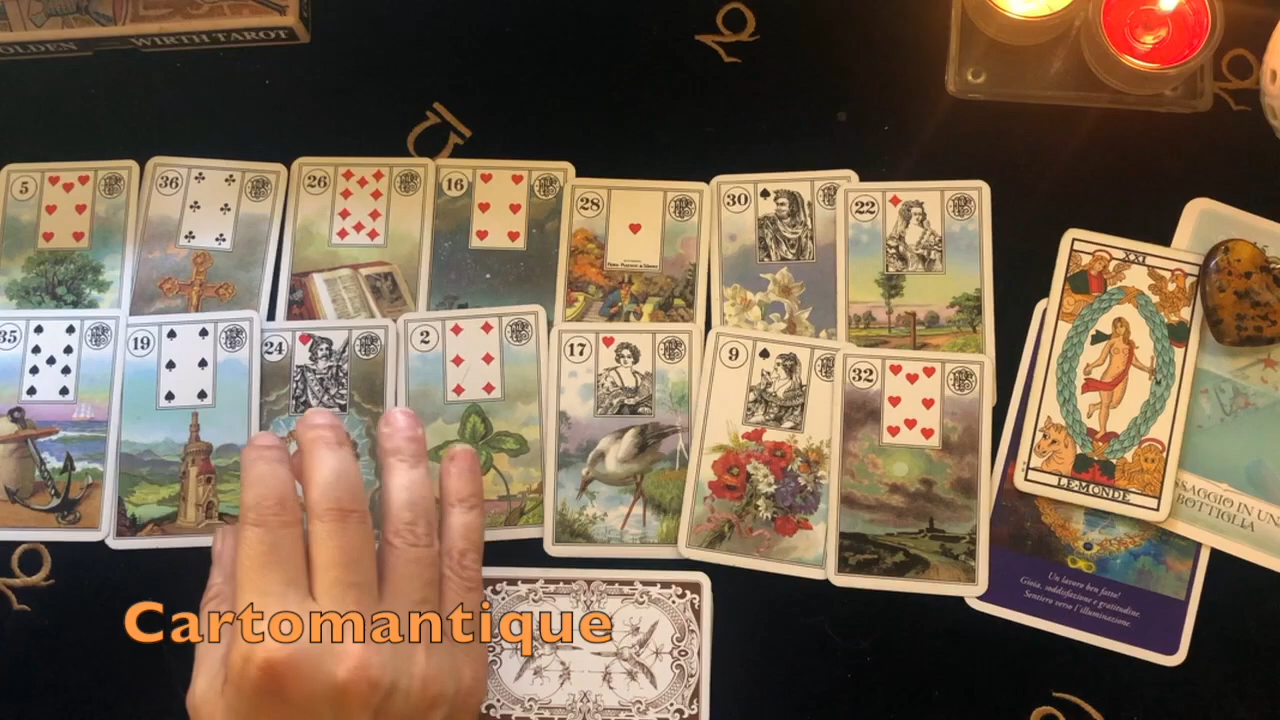 OLDEN WIRTH TAROT
5
36
26
16
28
30
22
35
19
24
2
17
9
32
XXI
LE·MONDE
SSAGGIO IN UN
BOTTIGLIA
Un lavoro ben fatto!
Gioia, soddisfazione e gratitudine.
Sentiero verso l'illuminazione.
Cartomantique